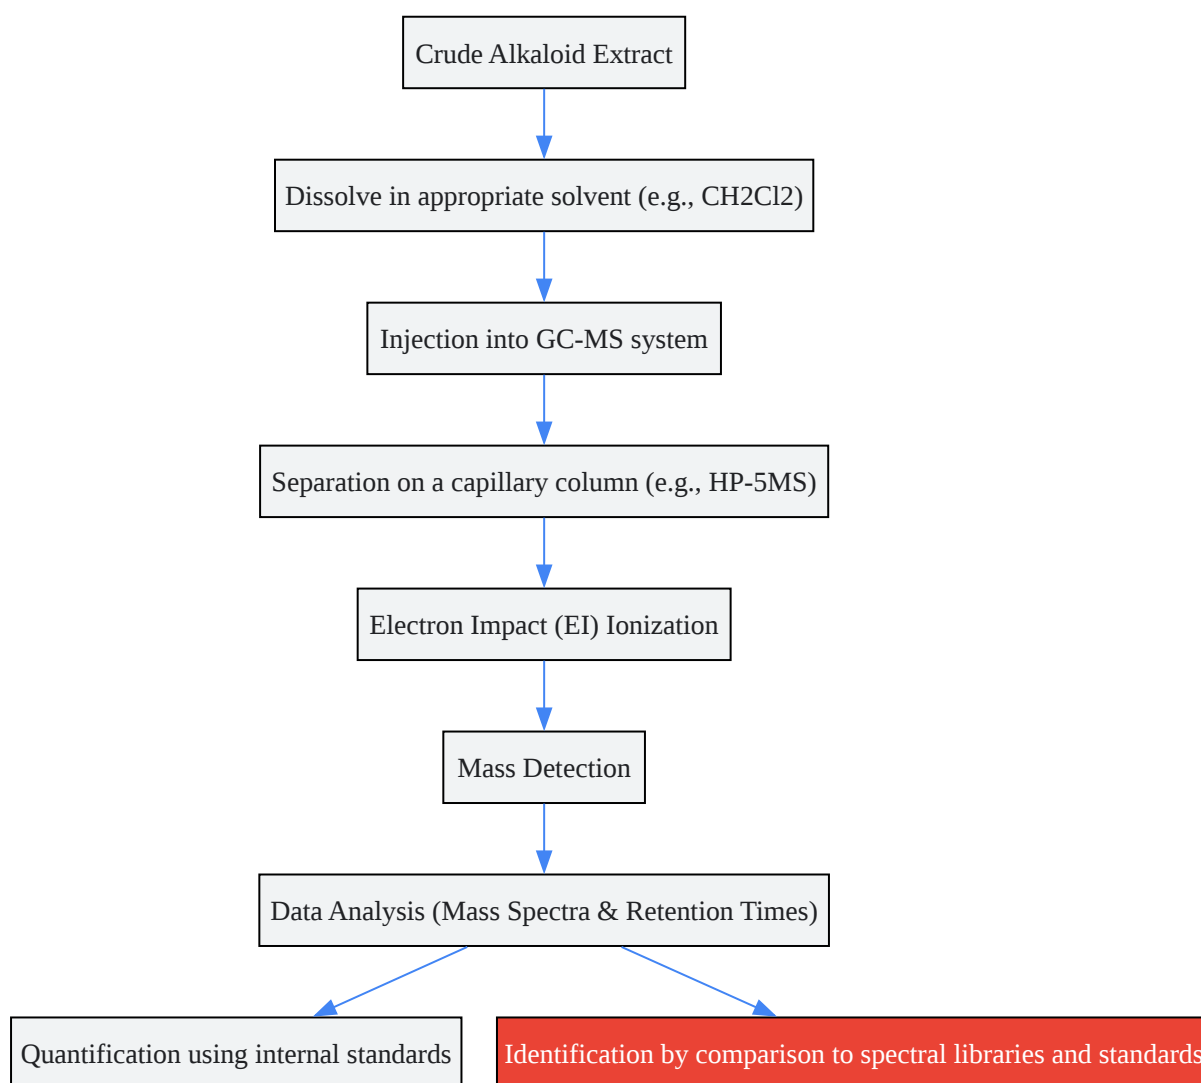 Crude Alkaloid Extract
Dissolve in appropriate solvent (e.g., CH2Cl2)
Injection into GC-MS system
Separation on a capillary column (e.g., HP-5MS)
Electron Impact (EI) Ionization
Mass Detection
Data Analysis (Mass Spectra & Retention Times)
Quantification using internal standards
Identification by comparison to spectral libraries and standards